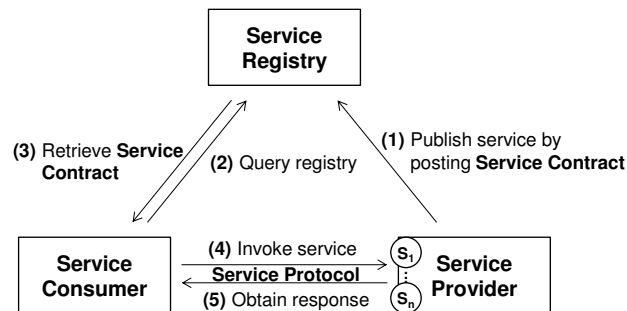 Service
Registry
(3) Retrieve Service
Contract
(2) Query registry
(1) Publish service by
posting Service Contract
Service
Consumer
(4) Invoke service
Service Protocol
(5) Obtain response
S1
Sn
Service
Provider